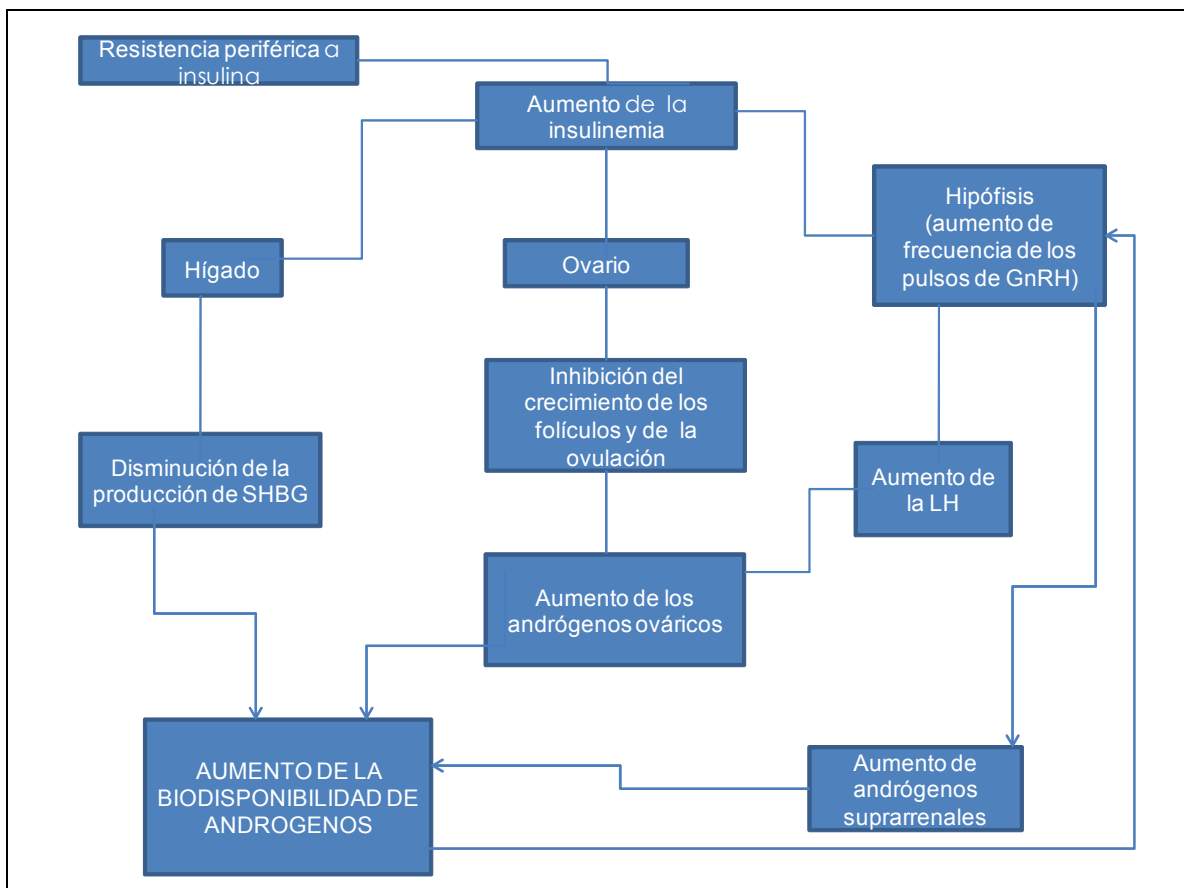 Resistencia periférica a
insulina
Aumento de la
insulinemia
Hipófisis
(aumento de
frecuencia de los
pulsos de GnRH)
Hígado
Ovario
Inhibición del
crecimiento de los
folículos y de la
ovulación
Disminución de la
producción de SHBG
Aumento de
la LH
Aumento de los
andrógenos ováricos
AUMENTO DE LA
BIODISPONIBILIDAD DE
ANDROGENOS
Aumento de
andrógenos
suprarrenales